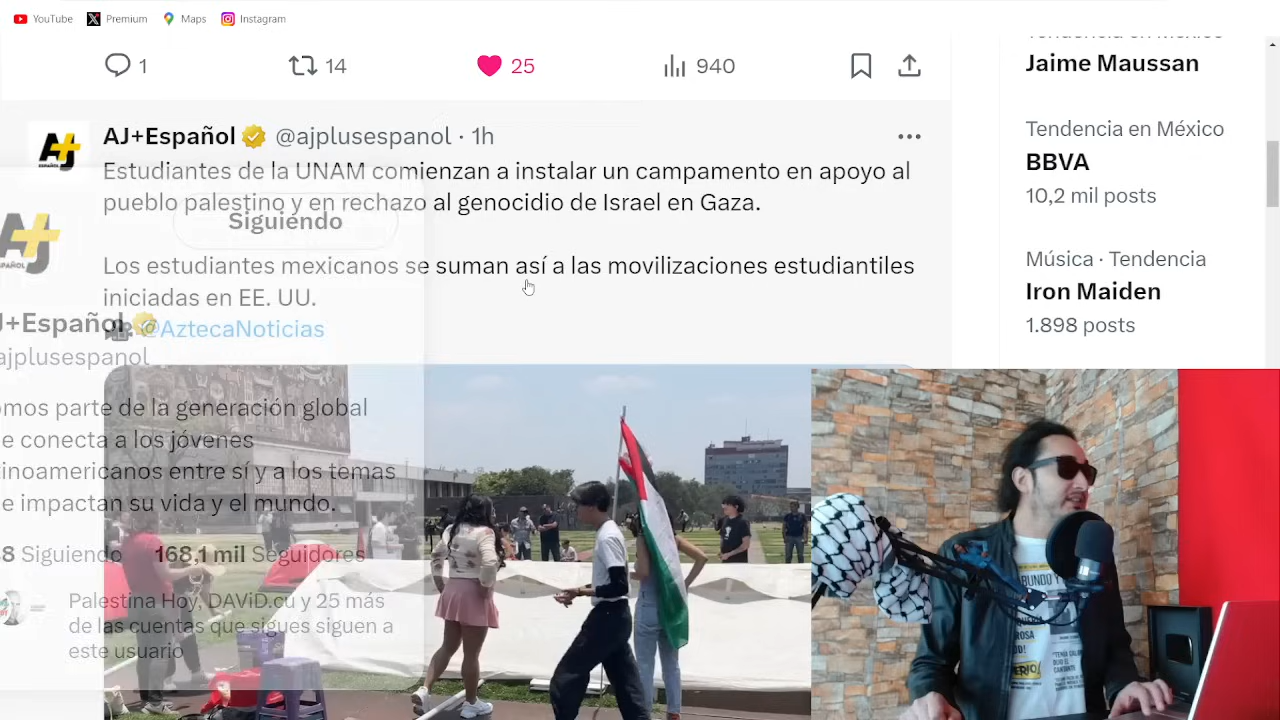 YouTube
Premium
Maps
Instagram
1
14
25
940
AJ+Español @ajplusespanol · 1h
Estudiantes de la UNAM comienzan a instalar un campamento en apoyo al
pueblo palestino y en rechazo al genocidio de Israel en Gaza.
Los estudiantes mexicanos se suman así a las movilizaciones estudiantiles
iniciadas en EE. UU.
@AztecaNoticias
Siguiendo
J+Español
ajplusespanol
omos parte de la generación global
e conecta a los jóvenes
tinoamericanos entre sí y a los temas
e impactan su vida y el mundo.
8 Siguiendo 168,1 mil Seguidores
Palestina Hoy, DAViD.cu y 25 más
de las cuentas que sigues siguen a
este usuario
Tendencia en México
Jaime Maussan
Tendencia en México
BBVA
10,2 mil posts
Música · Tendencia
Iron Maiden
1.898 posts